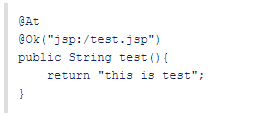 @At
@Ok("jsp:/test.jsp")
public String test(){
    return "this is test";
}